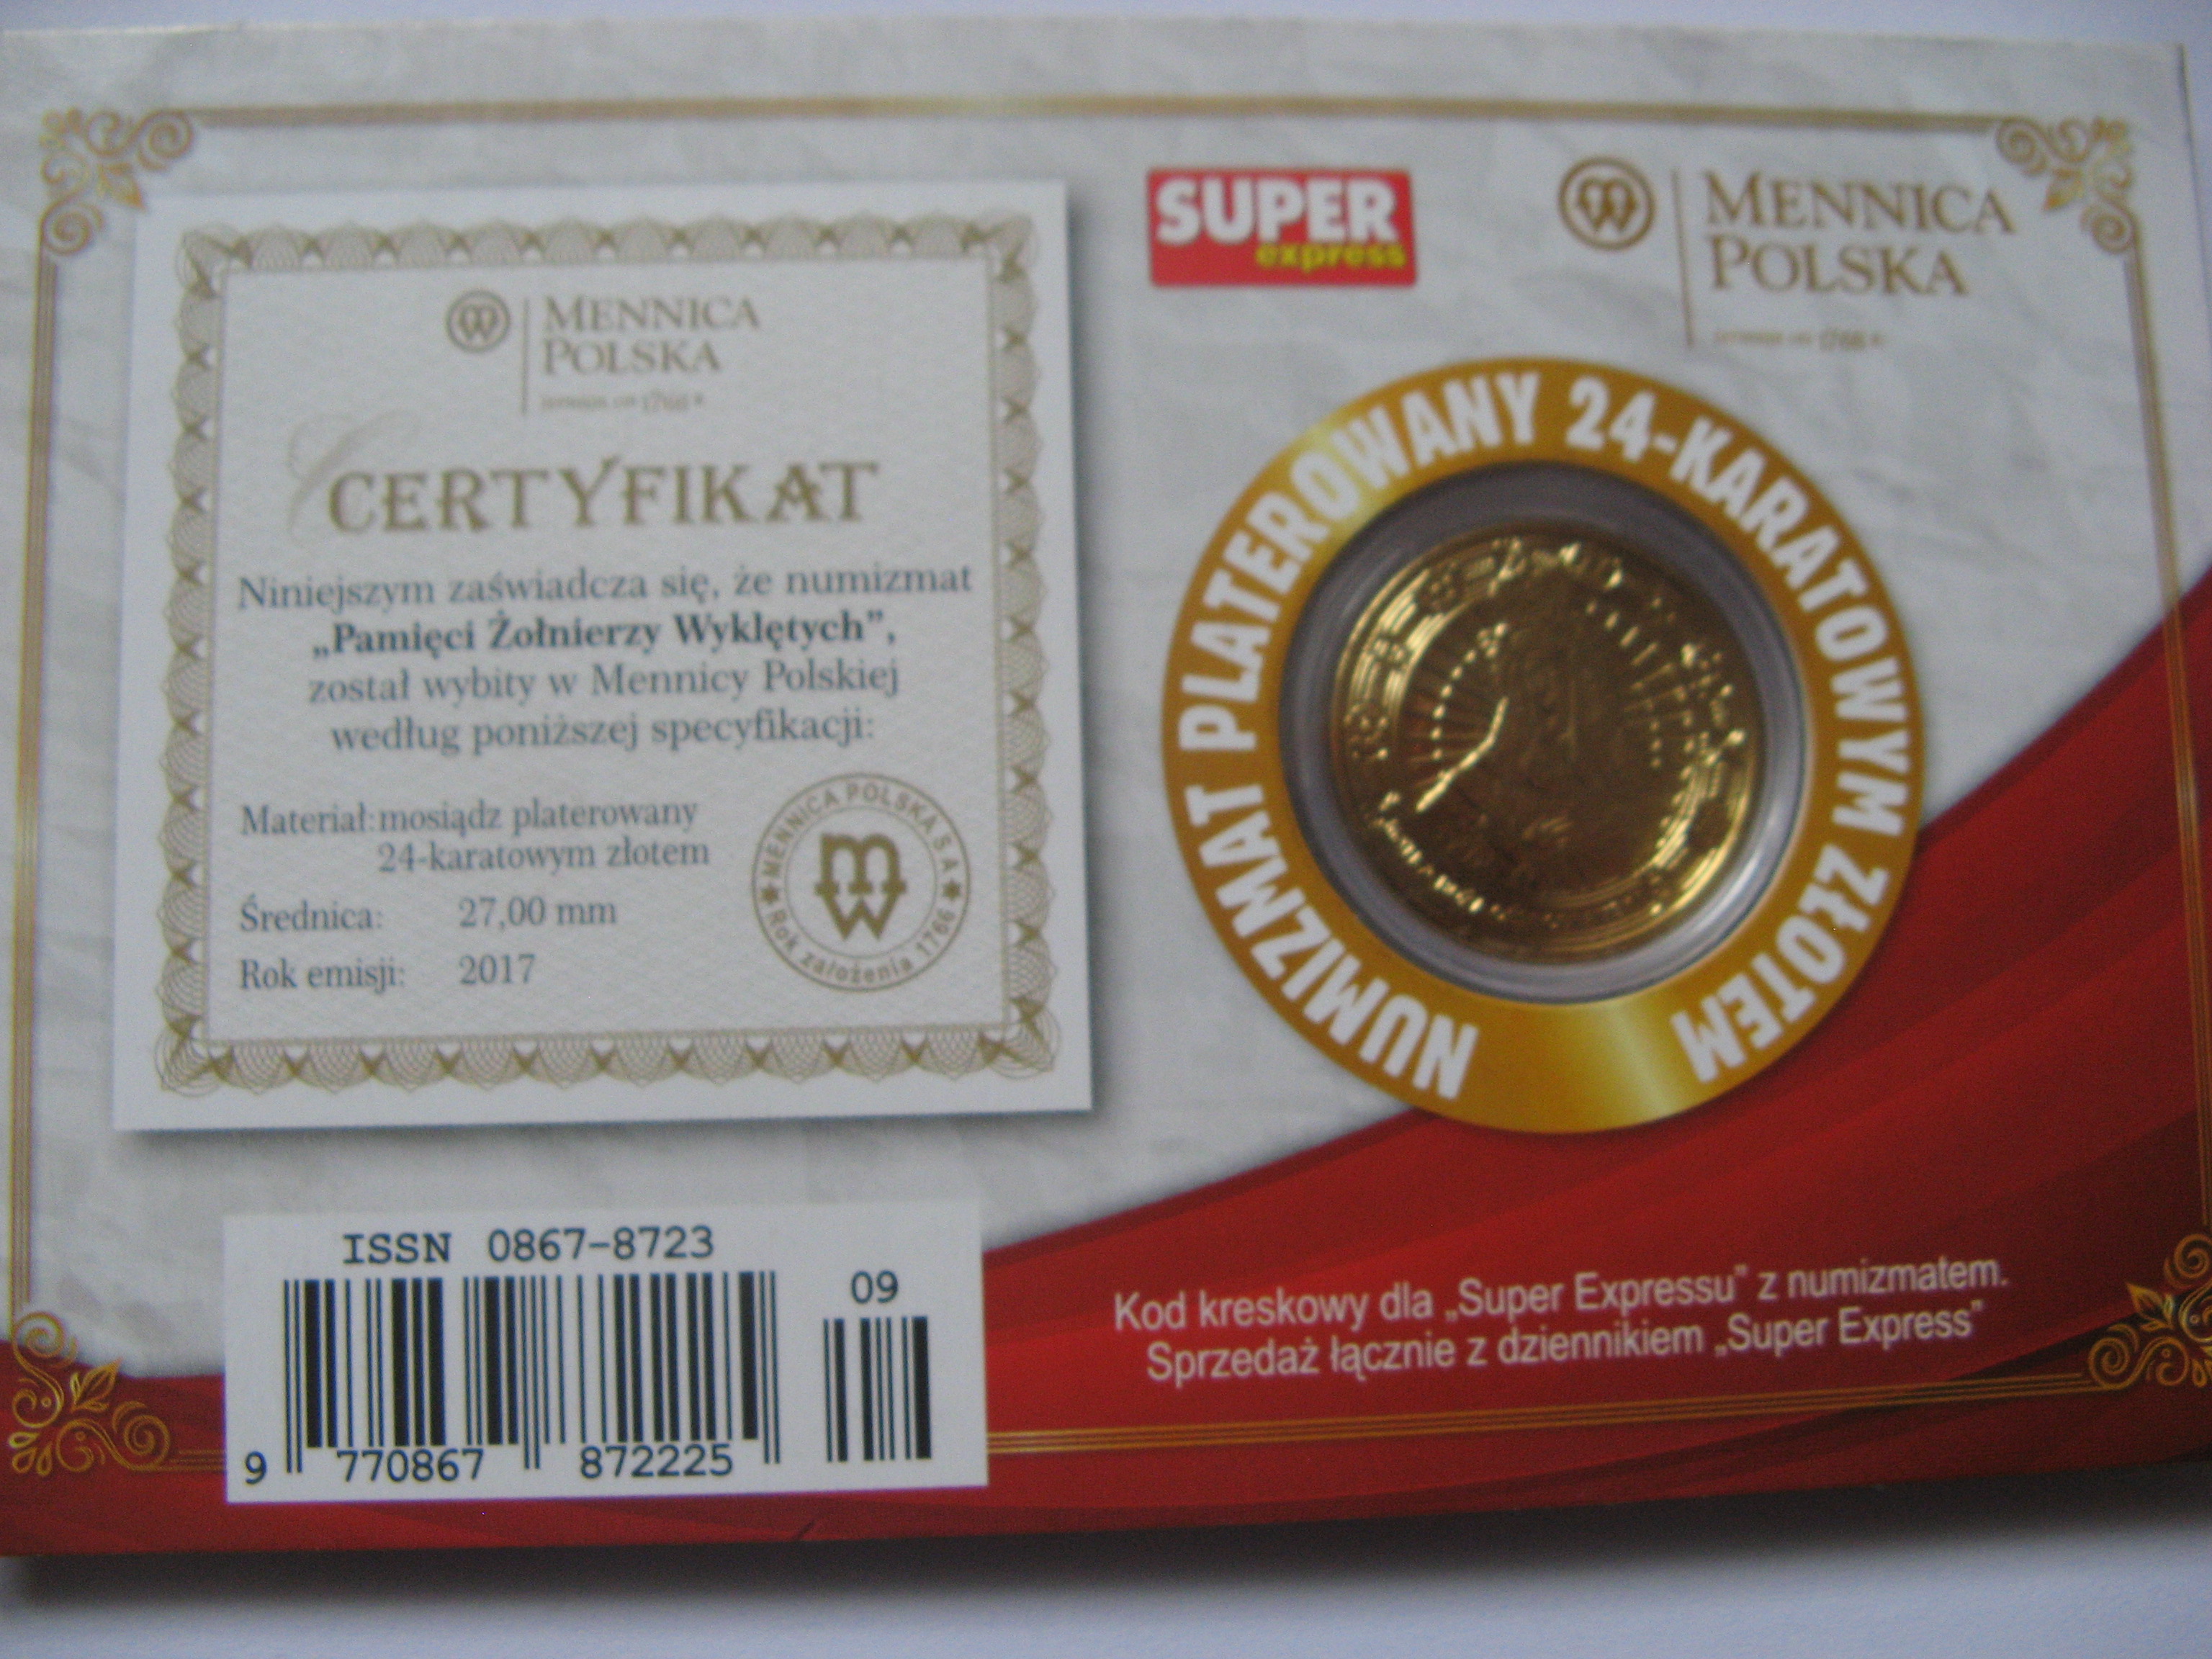 MENNICA
POLSKA
CERTYFIKAT
Niniejszym zaświadcza się, że numizmat
„Pamięci Żołnierzy Wyklętych”,
został wybity w Mennicy Polskiej
według poniższej specyfikacji:
Materiał: mosiądz platerowany
24-karatowym złotem
Średnica: 27,00 mm
Rok emisji: 2017
MENNICA POLSKA S A
Rok założenia 1766
SUPER
express
MENNICA
POLSKA
1766
NUMIZMAT PLATEROWANY 24-KARATOWYM ZŁOTEM
ISSN 0867-8723
09
9 770867 872225
Kod kreskowy dla „Super Expressu” z numizmatem.
Sprzedaż łącznie z dziennikiem „Super Express”